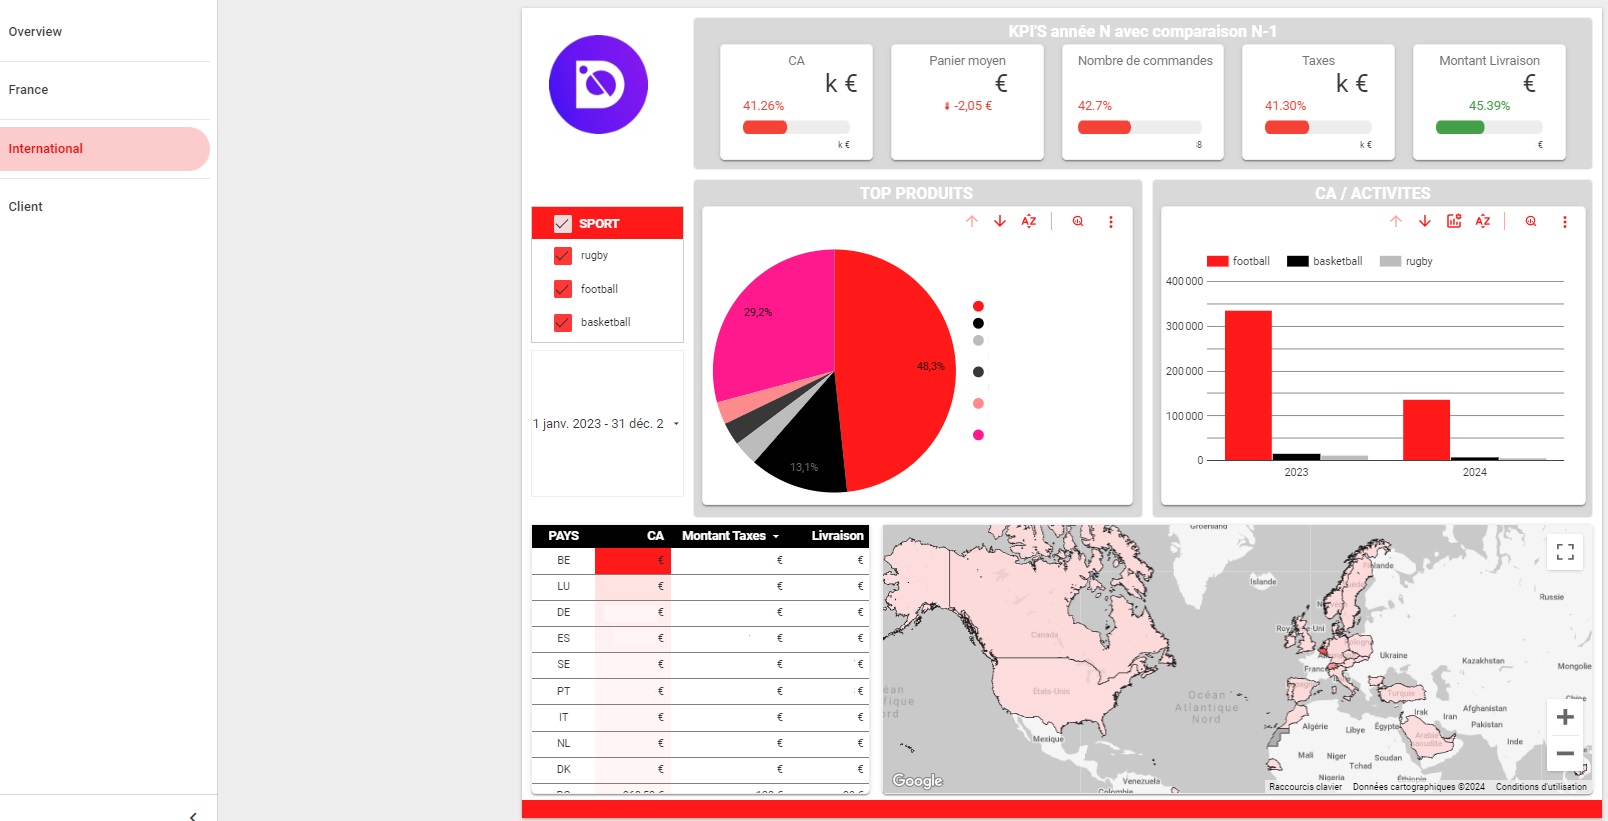 Overview
France
International
Client
KPI'S année N avec comparaison N-1
CA
k €
41.26%
k €
Panier moyen
€
-2,05 €
Nombre de commandes
42.7%
Taxes
k €
41.30%
k €
Montant Livraison
€
45.39%
€
SPORT
rugby
football
basketball
1 janv. 2023 - 31 déc. 2
TOP PRODUITS
AZ
29,2%
48,3%
13,1%
CA / ACTIVITES
AZ
football basketball rugby
400 000
300 000
200 000
100 000
0
2023 2024
PAYS CA Montant Taxes Livraison
BE € € €
LU € € €
DE € € €
ES € € €
SE € € €
PT € € €
IT € € €
NL € € €
DK € € €
Groenland
Islande
Finlande
Russie
Canada
Ukraine
Kazakhstan
Mongolie
France
États-Unis
Océan
Atlantique
Nord
Turquie
Chine
Irak
Iran
Afghanistan
Pakistan
Algérie
Libye
Égypte
Arabie
saoudite
Inde
Mexique
Mali
Niger
Tchad
Soudan
Nigeria
Éthiopie
Venezuela
Colombie
Google
Raccourcis clavier Données cartographiques ©2024 Conditions d'utilisation